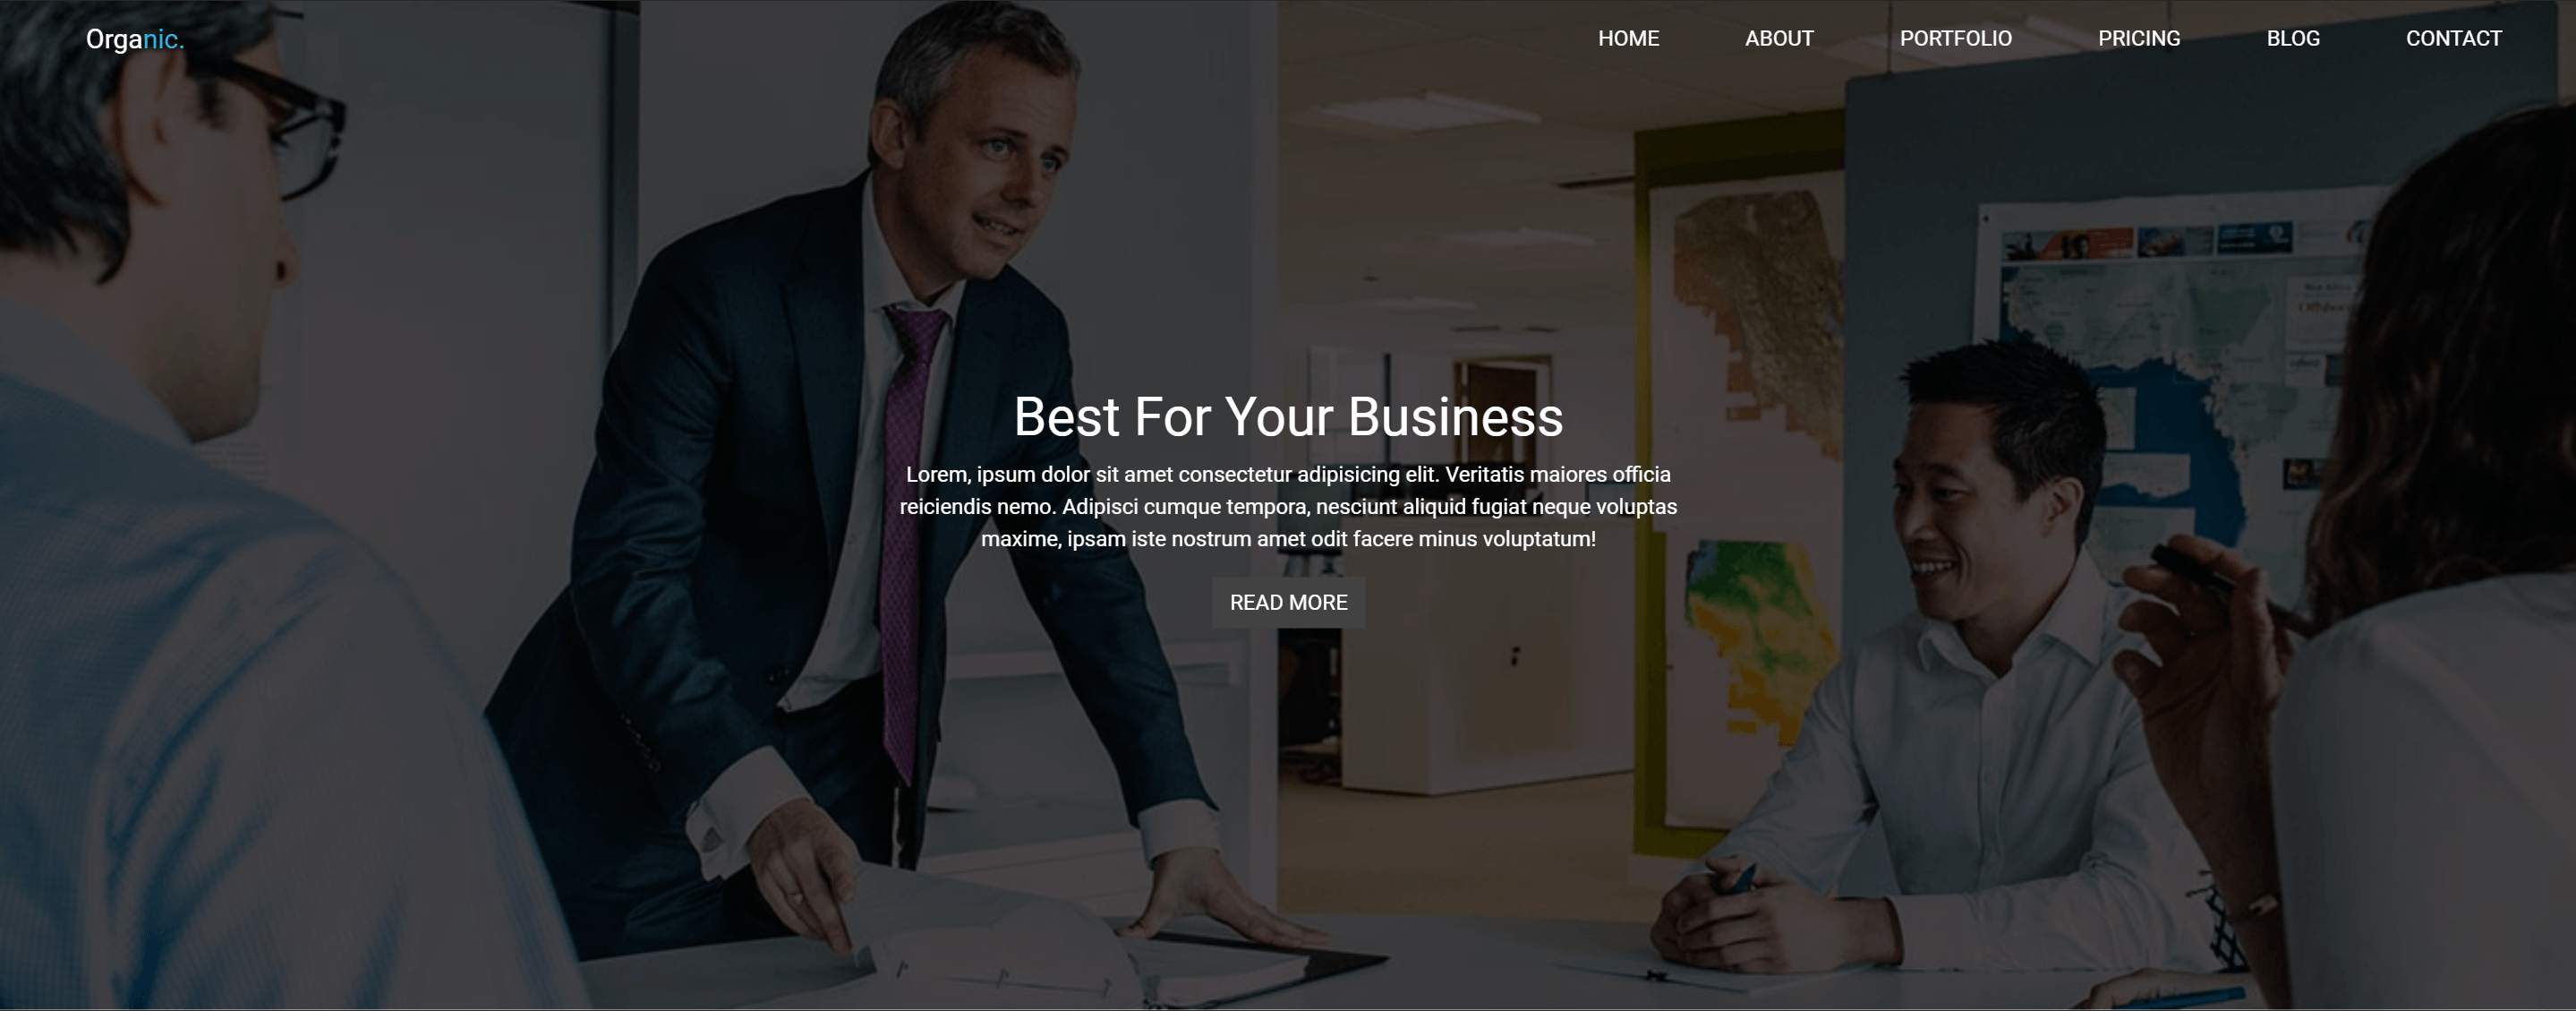 Organic.
HOME ABOUT PORTFOLIO PRICING BLOG CONTACT
Best For Your Business
Lorem, ipsum dolor sit amet consectetur adipisicing elit. Veritatis maiores officia
reiciendis nemo. Adipisci cumque tempora, nesciunt aliquid fugiat neque voluptas
maxime, ipsam iste nostrum amet odit facere minus voluptatum!
READ MORE